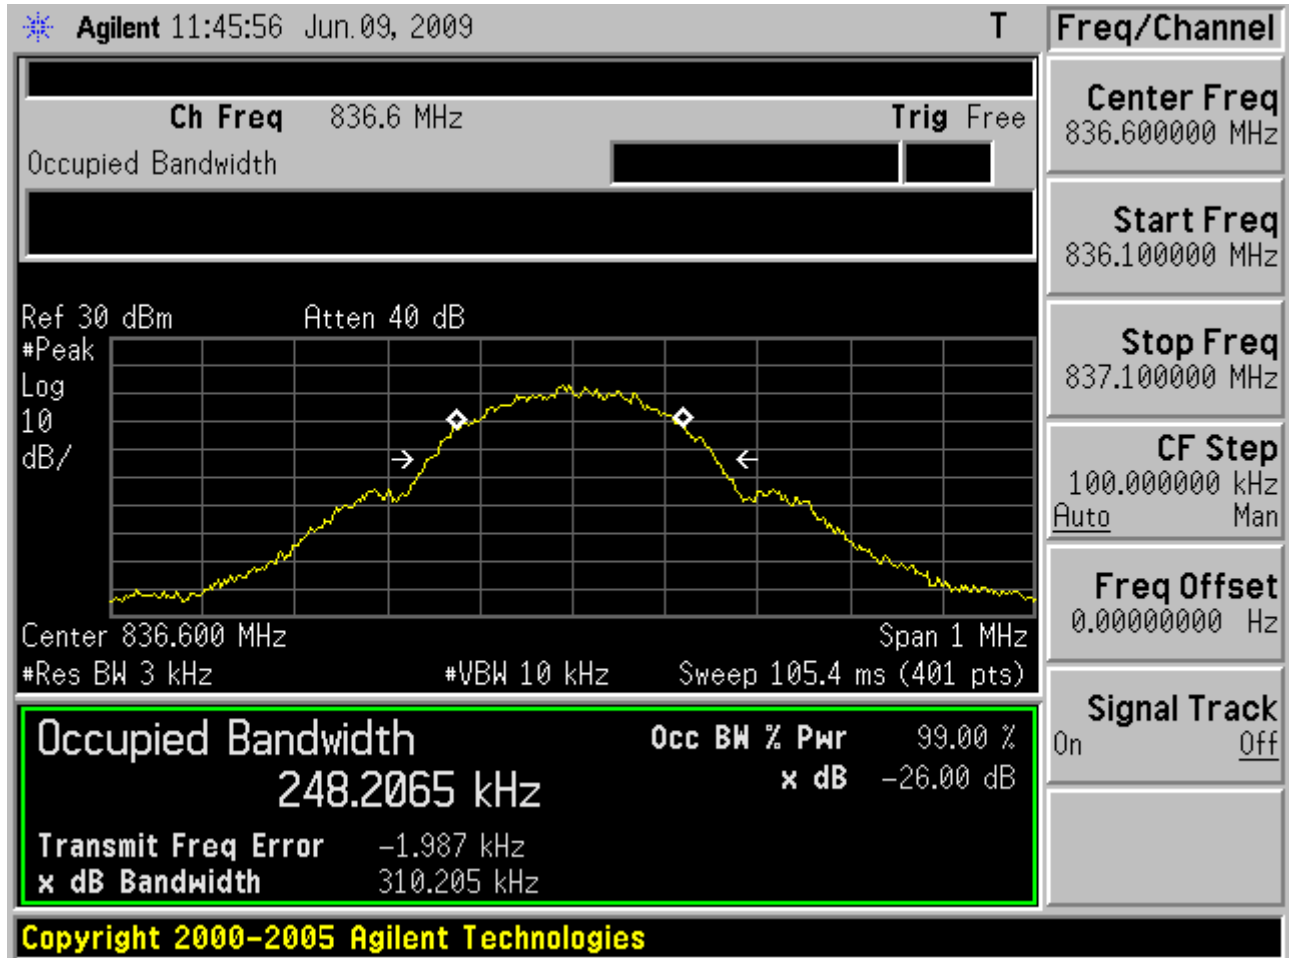 Agilent 11:45:56 Jun. 09, 2009 T
Freq/Channel
Ch Freq 836.6 MHz Trig Free
Occupied Bandwidth
Center Freq
836.600000 MHz
Start Freq
836.100000 MHz
Stop Freq
837.100000 MHz
CF Step
100.000000 kHz
Auto Man
Freq Offset
0.00000000 Hz
Signal Track
On Off
Ref 30 dBm Atten 40 dB
#Peak
Log
10
dB/
Center 836.600 MHz Span 1 MHz
#Res BW 3 kHz #VBW 10 kHz Sweep 105.4 ms (401 pts)
Occupied Bandwidth Occ BW % Pwr 99.00 %
248.2065 kHz x dB -26.00 dB
Transmit Freq Error -1.987 kHz
x dB Bandwidth 310.205 kHz
Copyright 2000-2005 Agilent Technologies